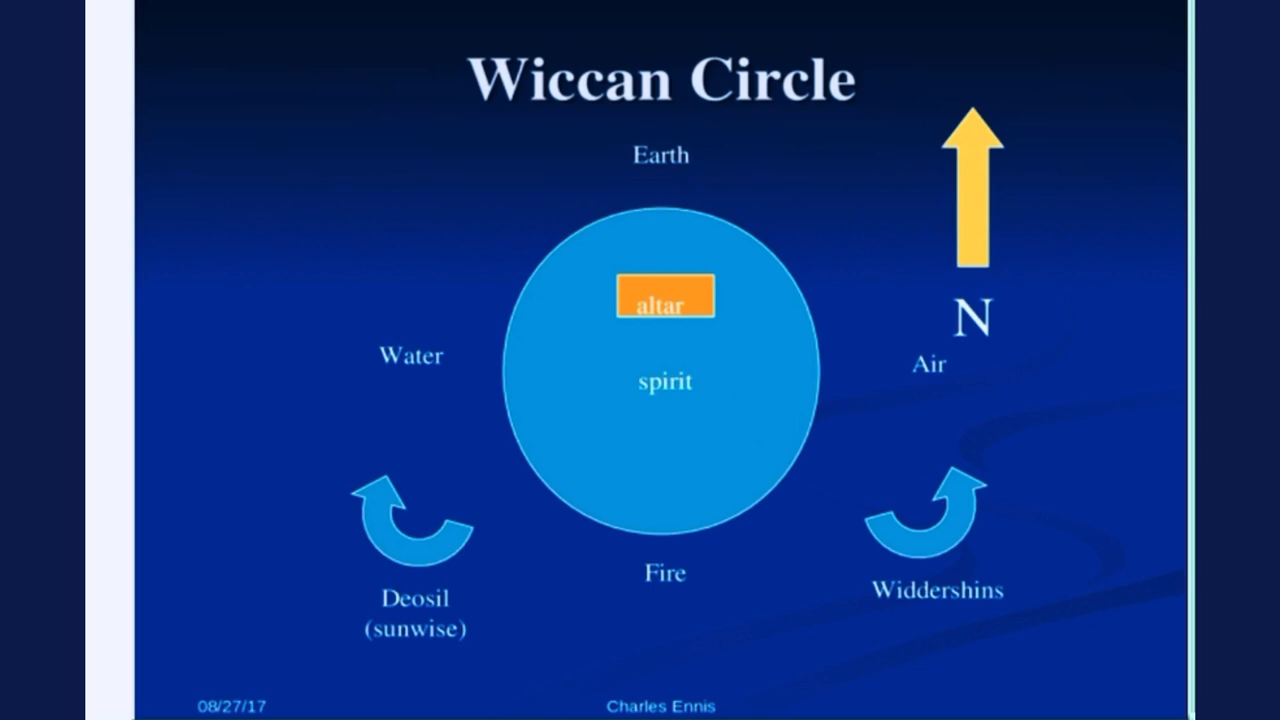 Wiccan Circle
Earth
altar
N
Water
Air
spirit
Fire
Deosil
(sunwise)
Widdershins
08/27/17
Charles Ennis